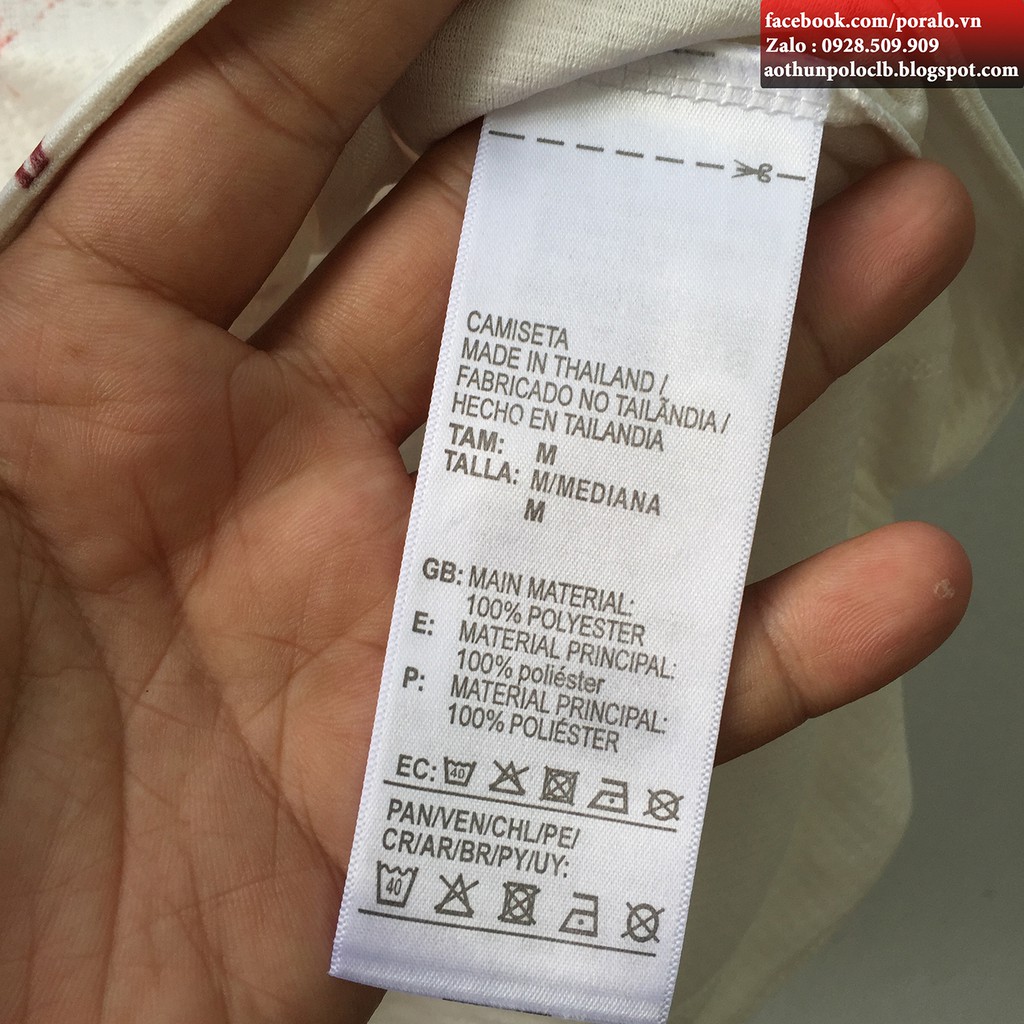 facebook.com/poralo.vn
Zalo : 0928.509.909
aothunpoloclb.blogspot.com
CAMISETA
MADE IN THAILAND /
FABRICADO NO TAILÃNDIA /
HECHO EN TAILANDIA
TAM: M
TALLA: M/MEDIANA
M
GB: MAIN MATERIAL:
100% POLYESTER
E: MATERIAL PRINCIPAL:
100% poliéster
P: MATERIAL PRINCIPAL:
100% POLIÉSTER
EC: 40
PAN/VEN/CHL/PE/
CR/AR/BR/PY/UY:
40